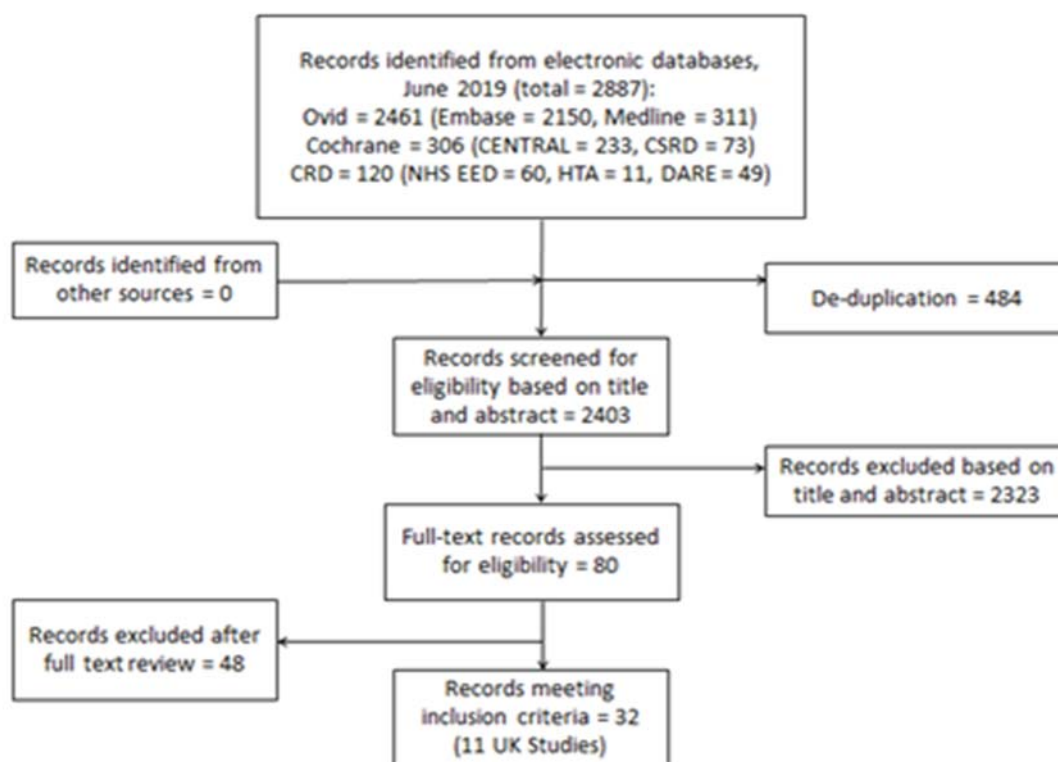 Records identified from electronic databases,
June 2019 (total = 2887):
Ovid = 2461 (Embase = 2150, Medline = 311)
Cochrane = 306 (CENTRAL = 233, CSRD = 73)
CRD = 120 (NHS EED = 60, HTA = 11, DARE = 49)
Records identified from
other sources = 0
De-duplication = 484
Records screened for
eligibility based on title
and abstract = 2403
Records excluded based on
title and abstract = 2323
Full-text records assessed
for eligibility = 80
Records excluded after
full text review = 48
Records meeting
inclusion criteria = 32
(11 UK Studies)